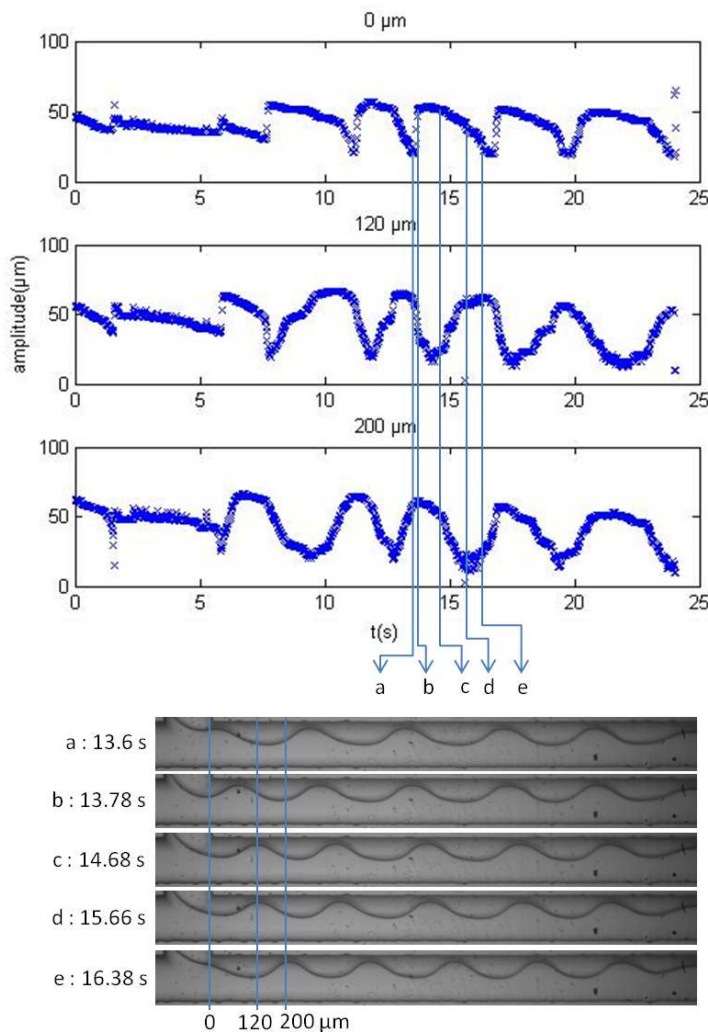 0 µm
100
50
0
0 5 10 15 20 25
120 µm
100
50
0
0 5 10 15 20 25
200 µm
100
50
0
0 5 10 15 20 25
amplitude(µm)
t(s)
a b c d e
a : 13.6 s
b : 13.78 s
c : 14.68 s
d : 15.66 s
e : 16.38 s
0 120 200 µm